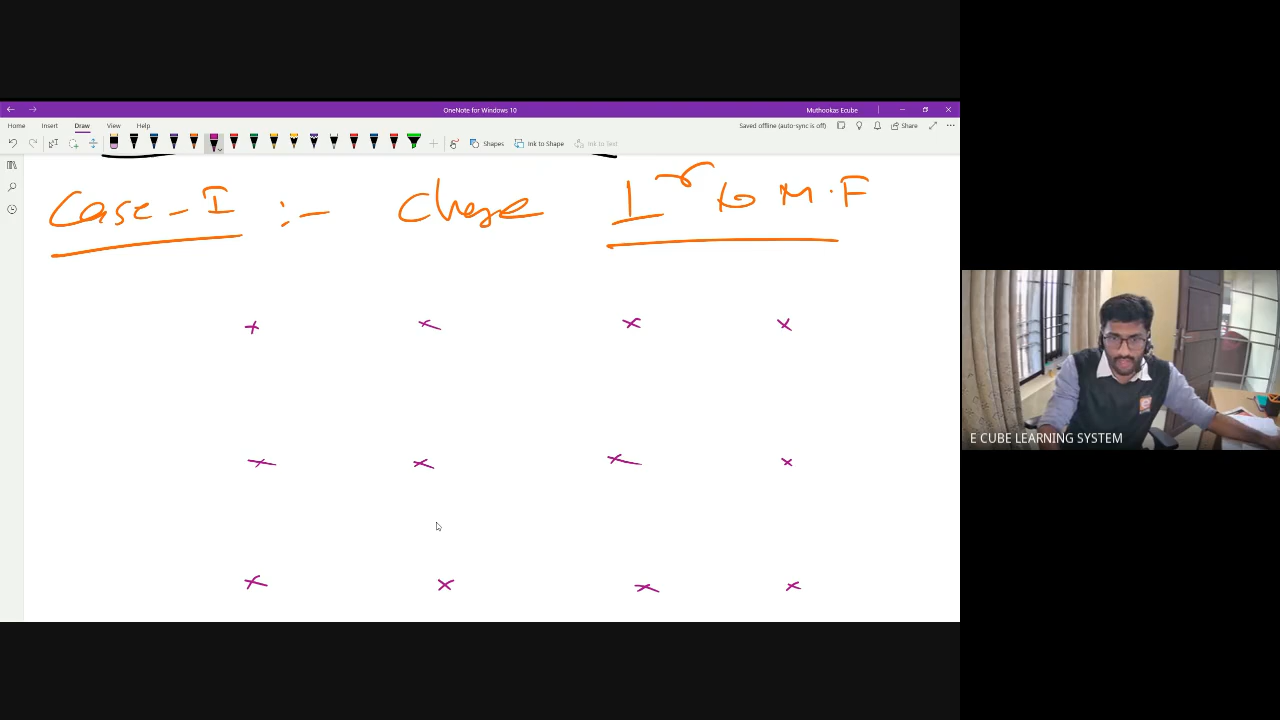 OneNote for Windows 10
Muthookas Ecube
Home Insert Draw View Help
Saved offline (auto-sync is off) Share
Shapes Ink to Shape Ink to Text
Case - I :- Charge ⊥r to M.F
E CUBE LEARNING SYSTEM